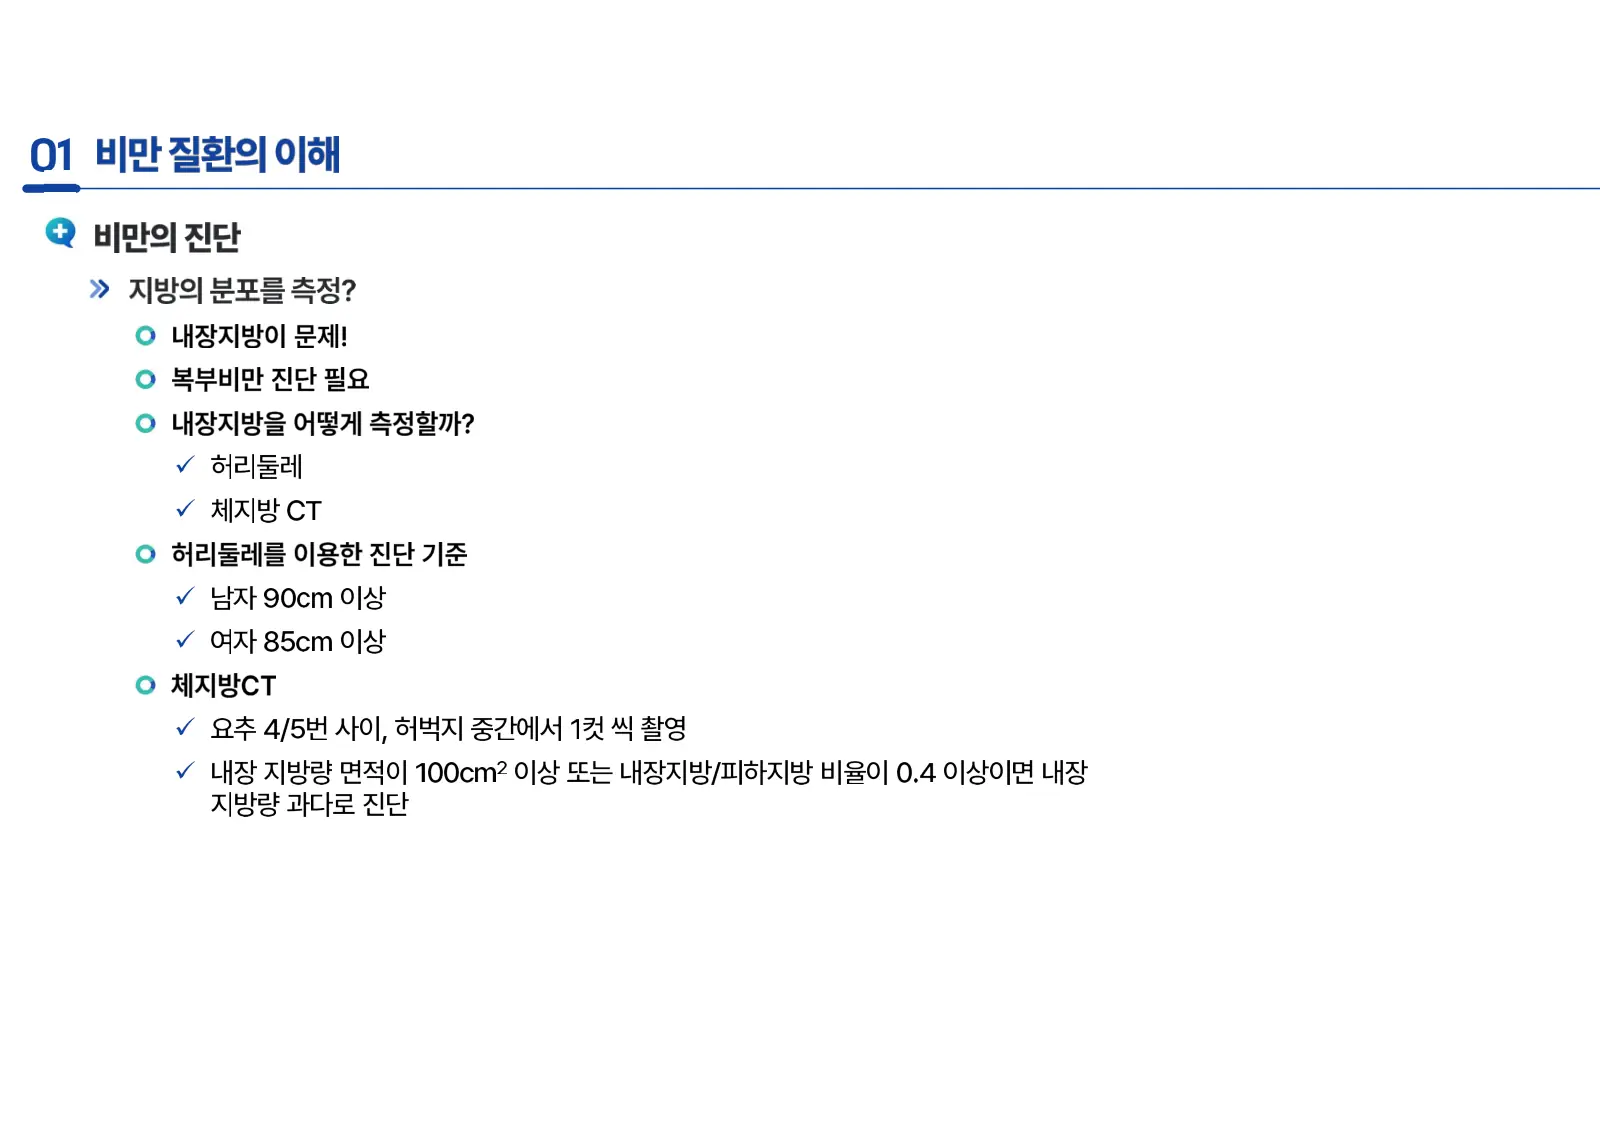 01 비만 질환의 이해
비만의 진단
지방의 분포를 측정?
내장지방이 문제!
복부비만 진단 필요
내장지방을 어떻게 측정할까?
✓ 허리둘레
✓ 체지방 CT
허리둘레를 이용한 진단 기준
✓ 남자 90cm 이상
✓ 여자 85cm 이상
체지방CT
✓ 요추 4/5번 사이, 허벅지 중간에서 1컷 씩 촬영
✓ 내장 지방량 면적이 100cm² 이상 또는 내장지방/피하지방 비율이 0.4 이상이면 내장
지방량 과다로 진단